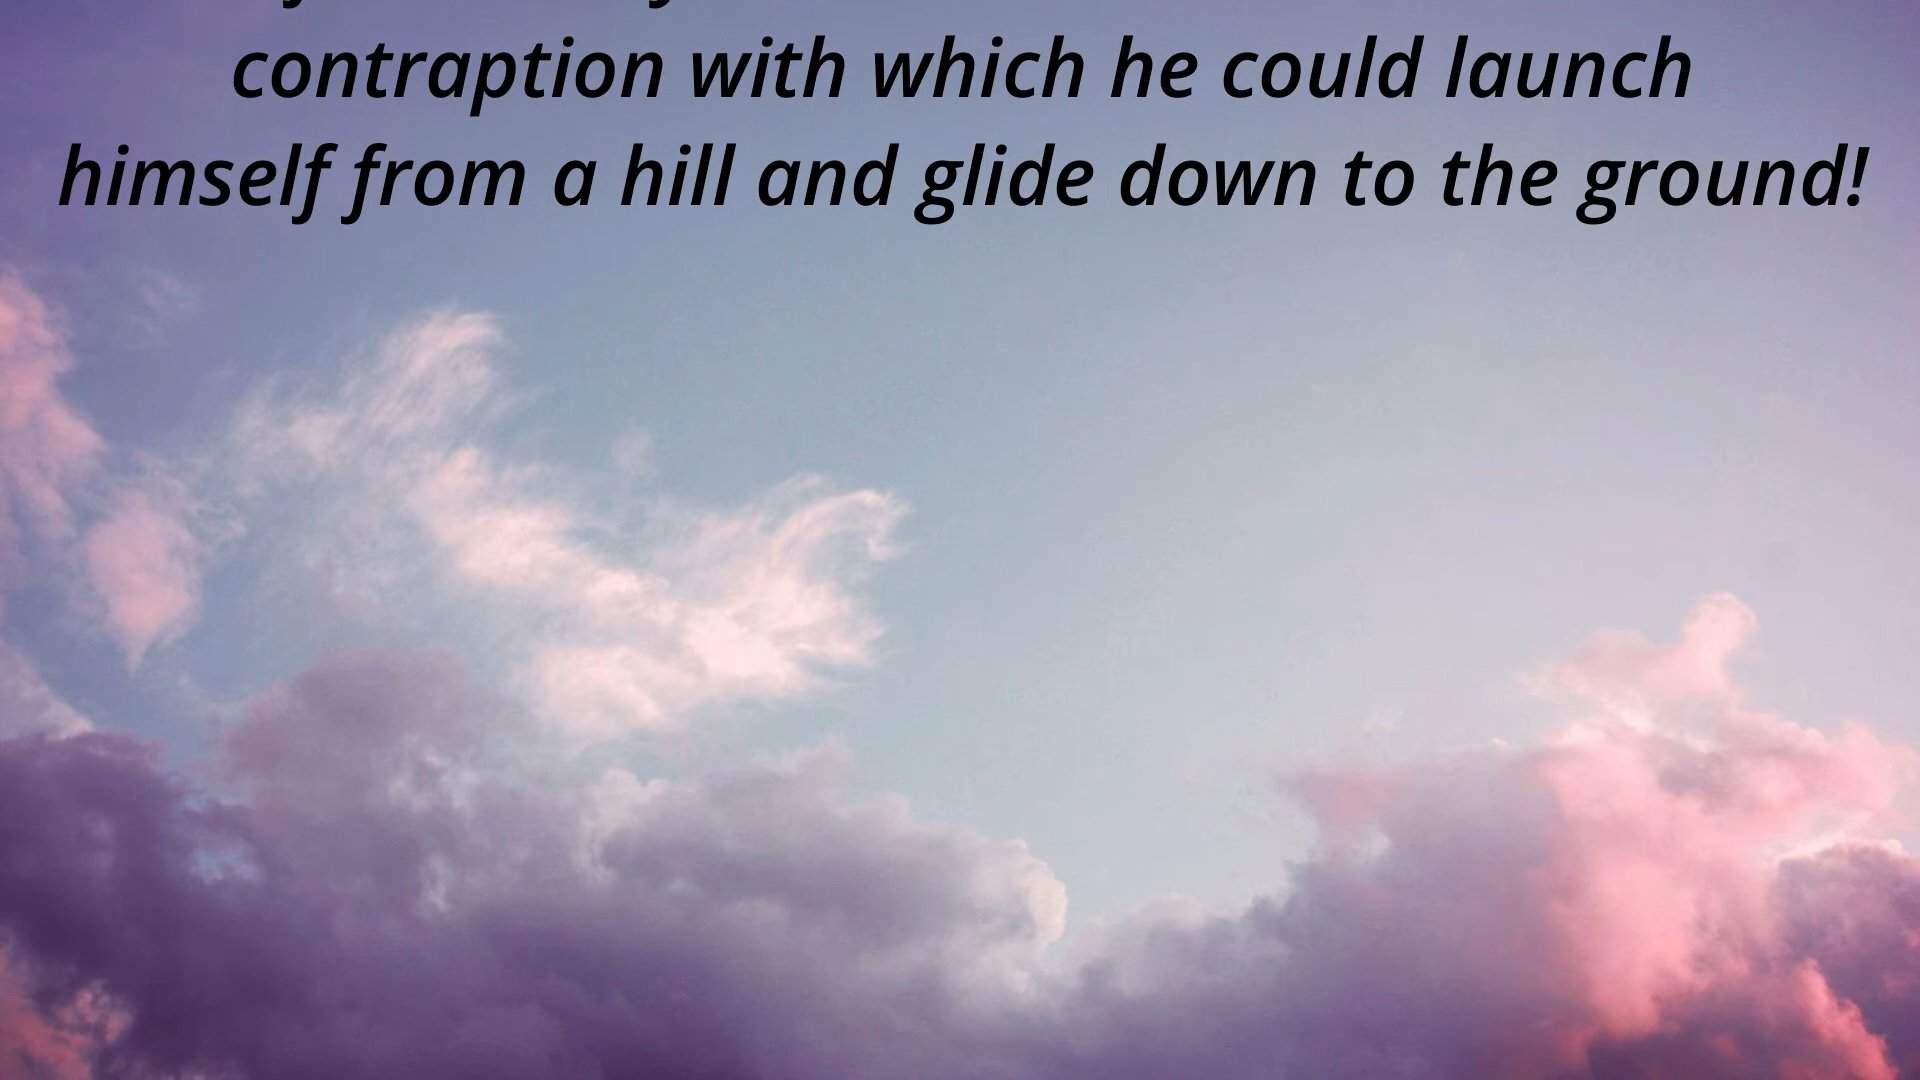 contraption with which he could launch
himself from a hill and glide down to the ground!